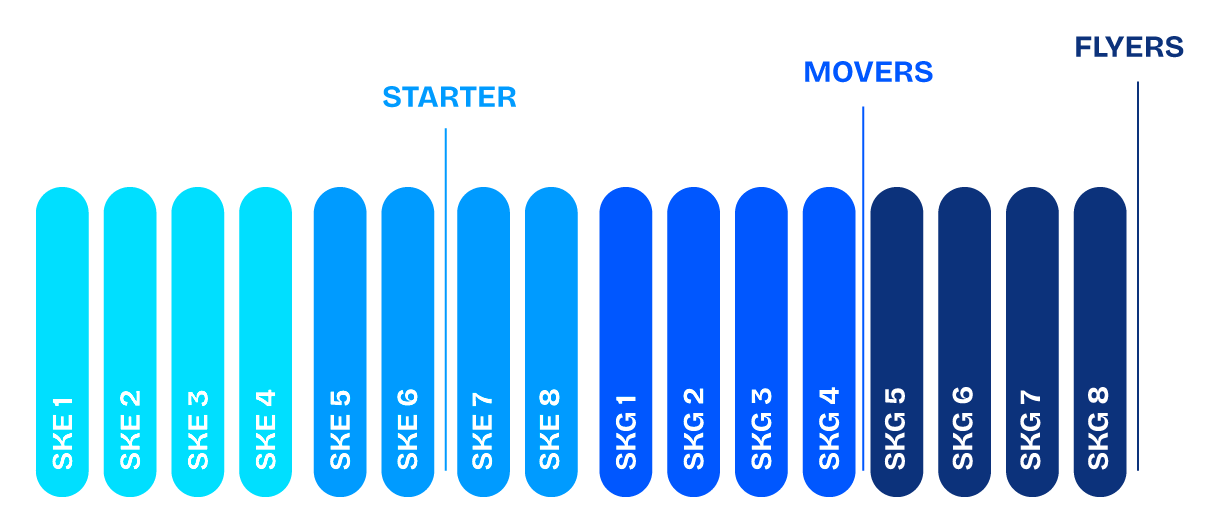 FLYERS
MOVERS
STARTER
SKE 1
SKE 2
SKE 3
SKE 4
SKE 5
SKE 6
SKE 7
SKE 8
SKG 1
SKG 2
SKG 3
SKG 4
SKG 5
SKG 6
SKG 7
SKG 8